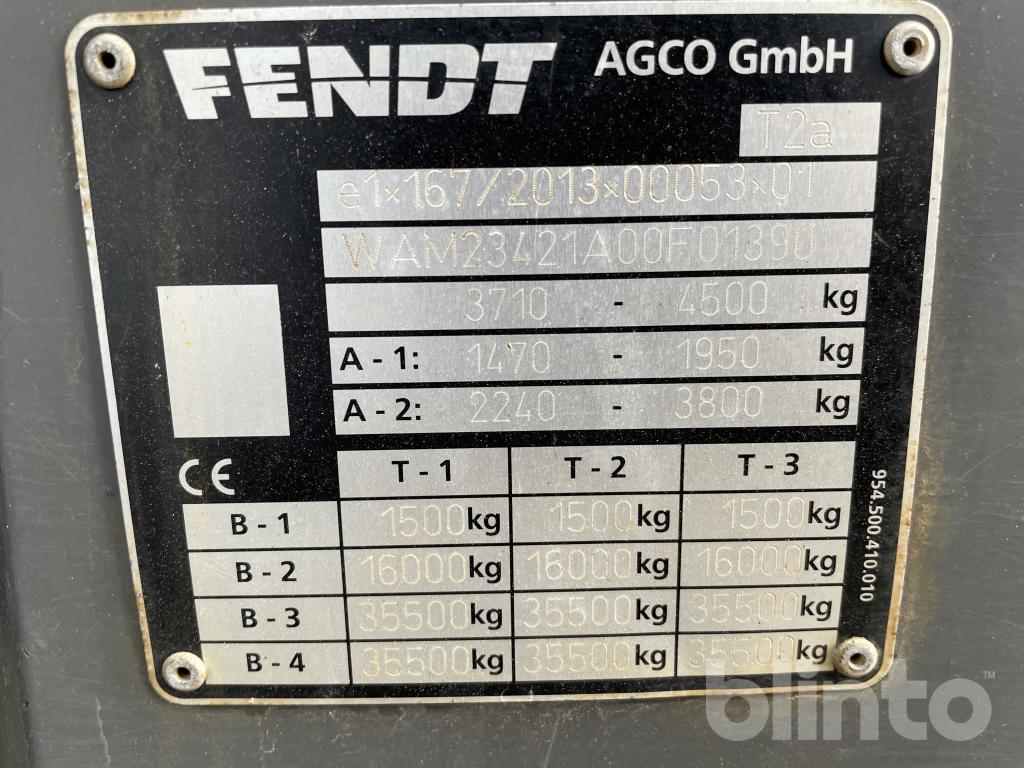 FENDT AGCO GmbH
T2a
e1×167/2013×00053×01
WAM23421A00F01390
3710 - 4500 kg
A - 1: 1470 - 1950 kg
A - 2: 2240 - 3800 kg
CE T - 1 T - 2 T - 3
B - 1 1500kg 1500kg 1500kg
B - 2 16000kg 16000kg 16000kg
B - 3 35500kg 35500kg 35500kg
B - 4 35500kg 35500kg 35500kg
954.500.410.010
blinto™